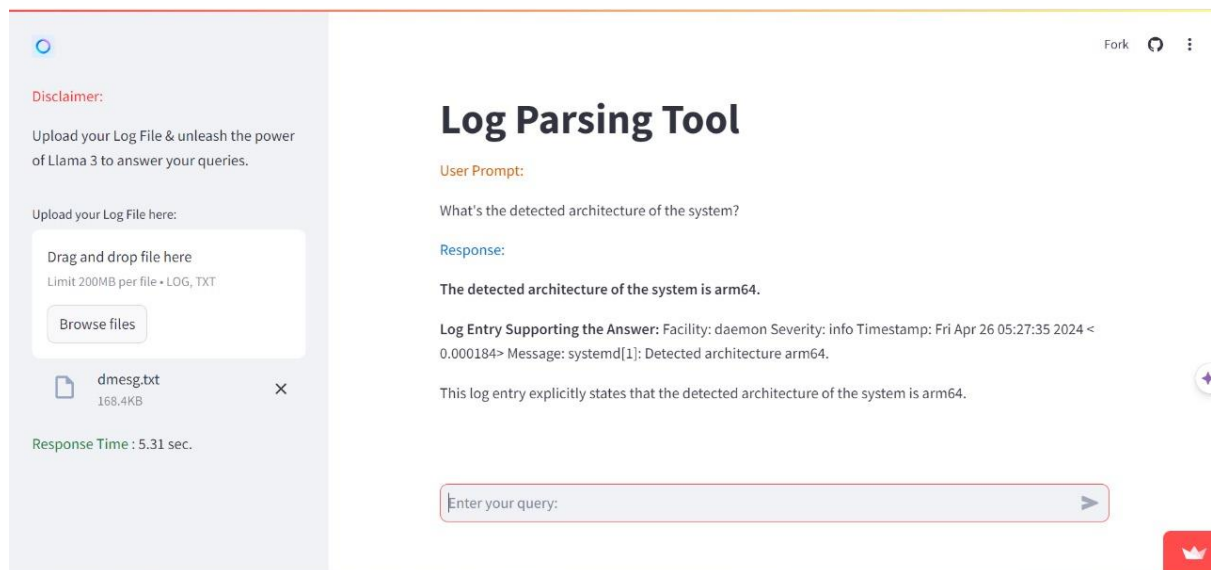 Fork
Disclaimer:
Upload your Log File & unleash the power
of Llama 3 to answer your queries.
Upload your Log File here:
Drag and drop file here
Limit 200MB per file • LOG, TXT
Browse files
dmesg.txt
168.4KB
Response Time : 5.31 sec.
Log Parsing Tool
User Prompt:
What's the detected architecture of the system?
Response:
The detected architecture of the system is arm64.
Log Entry Supporting the Answer: Facility: daemon Severity: info Timestamp: Fri Apr 26 05:27:35 2024 <
0.000184> Message: systemd[1]: Detected architecture arm64.
This log entry explicitly states that the detected architecture of the system is arm64.
Enter your query: